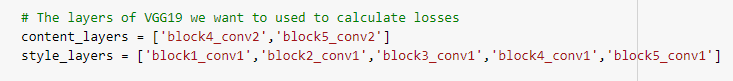 # The layers of VGG19 we want to used to calculate losses
content_layers = ['block4_conv2','block5_conv2']
style_layers = ['block1_conv1','block2_conv1','block3_conv1','block4_conv1','block5_conv1']